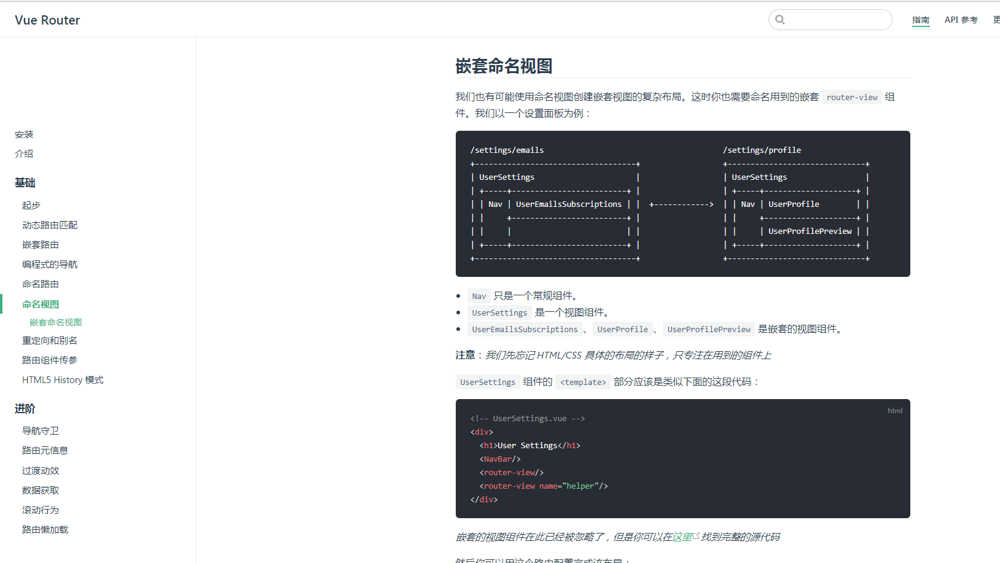 Vue Router
指南 API 参考 更
安装
介绍
基础
起步
动态路由匹配
嵌套路由
编程式的导航
命名路由
命名视图
嵌套命名视图
重定向和别名
路由组件传参
HTML5 History 模式
进阶
导航守卫
路由元信息
过渡动效
数据获取
滚动行为
路由懒加载
嵌套命名视图
我们也有可能使用命名视图创建嵌套视图的复杂布局。这时你也需要命名用到的嵌套 router-view 组
件。我们以一个设置面板为例：
/settings/emails                                       /settings/profile
+-----------------------------------+                  +------------------------------+
| UserSettings                      |                  | UserSettings                 |
| +-----+-------------------------+ |                  | +-----+--------------------+ |
| | Nav | UserEmailsSubscriptions | |  +------------>  | | Nav | UserProfile        | |
| |     +-------------------------+ |                  | |     +--------------------+ |
| |     |                         | |                  | |     | UserProfilePreview | |
| +-----+-------------------------+ |                  | +-----+--------------------+ |
+-----------------------------------+                  +------------------------------+
• Nav 只是一个常规组件。
• UserSettings 是一个视图组件。
• UserEmailsSubscriptions 、 UserProfile 、 UserProfilePreview 是嵌套的视图组件。
注意：我们先忘记 HTML/CSS 具体的布局的样子，只专注在用到的组件上
UserSettings 组件的 <template> 部分应该是类似下面的这段代码：
html
<!-- UserSettings.vue -->
<div>
  <h1>User Settings</h1>
  <NavBar/>
  <router-view/>
  <router-view name="helper"/>
</div>
嵌套的视图组件在此已经被忽略了，但是你可以在这里找到完整的源代码
然后你可以用这个路由配置完成该布局：